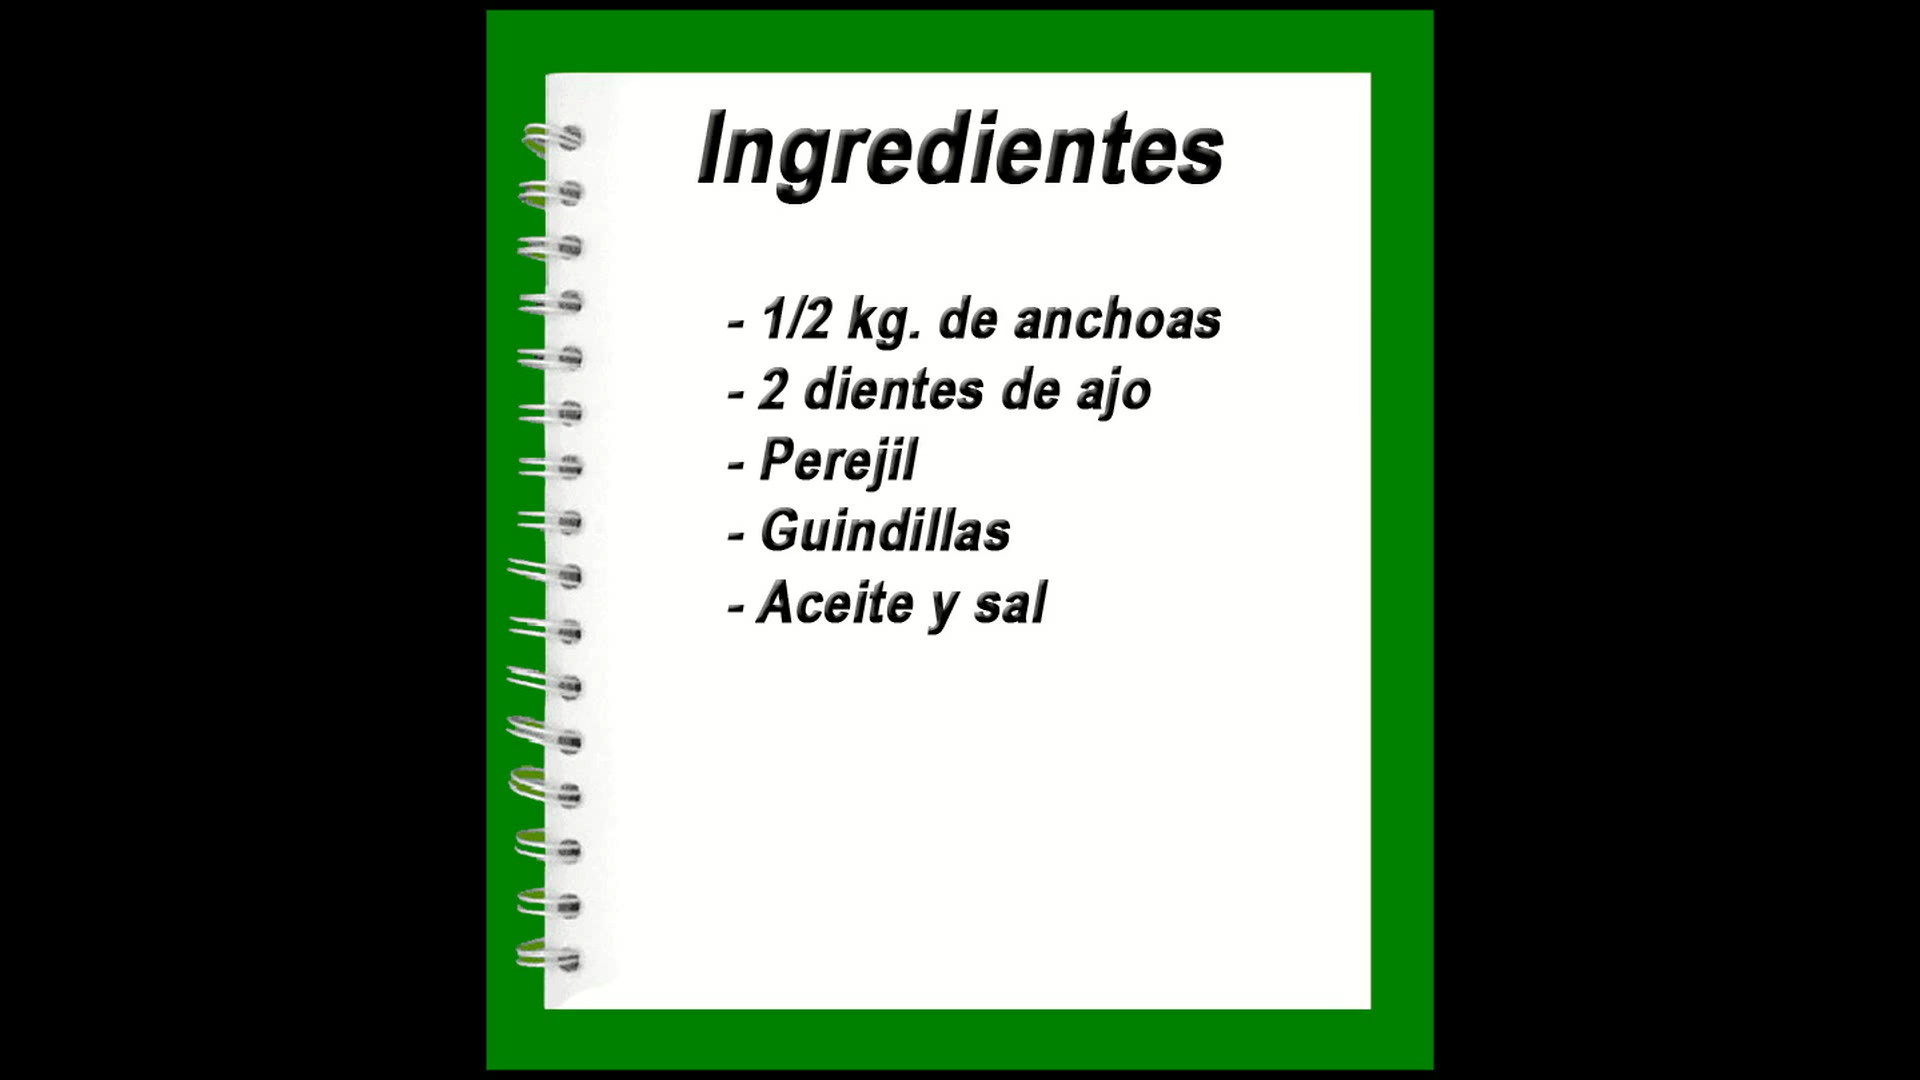 Ingredientes
- 1/2 kg. de anchoas
- 2 dientes de ajo
- Perejil
- Guindillas
- Aceite y sal